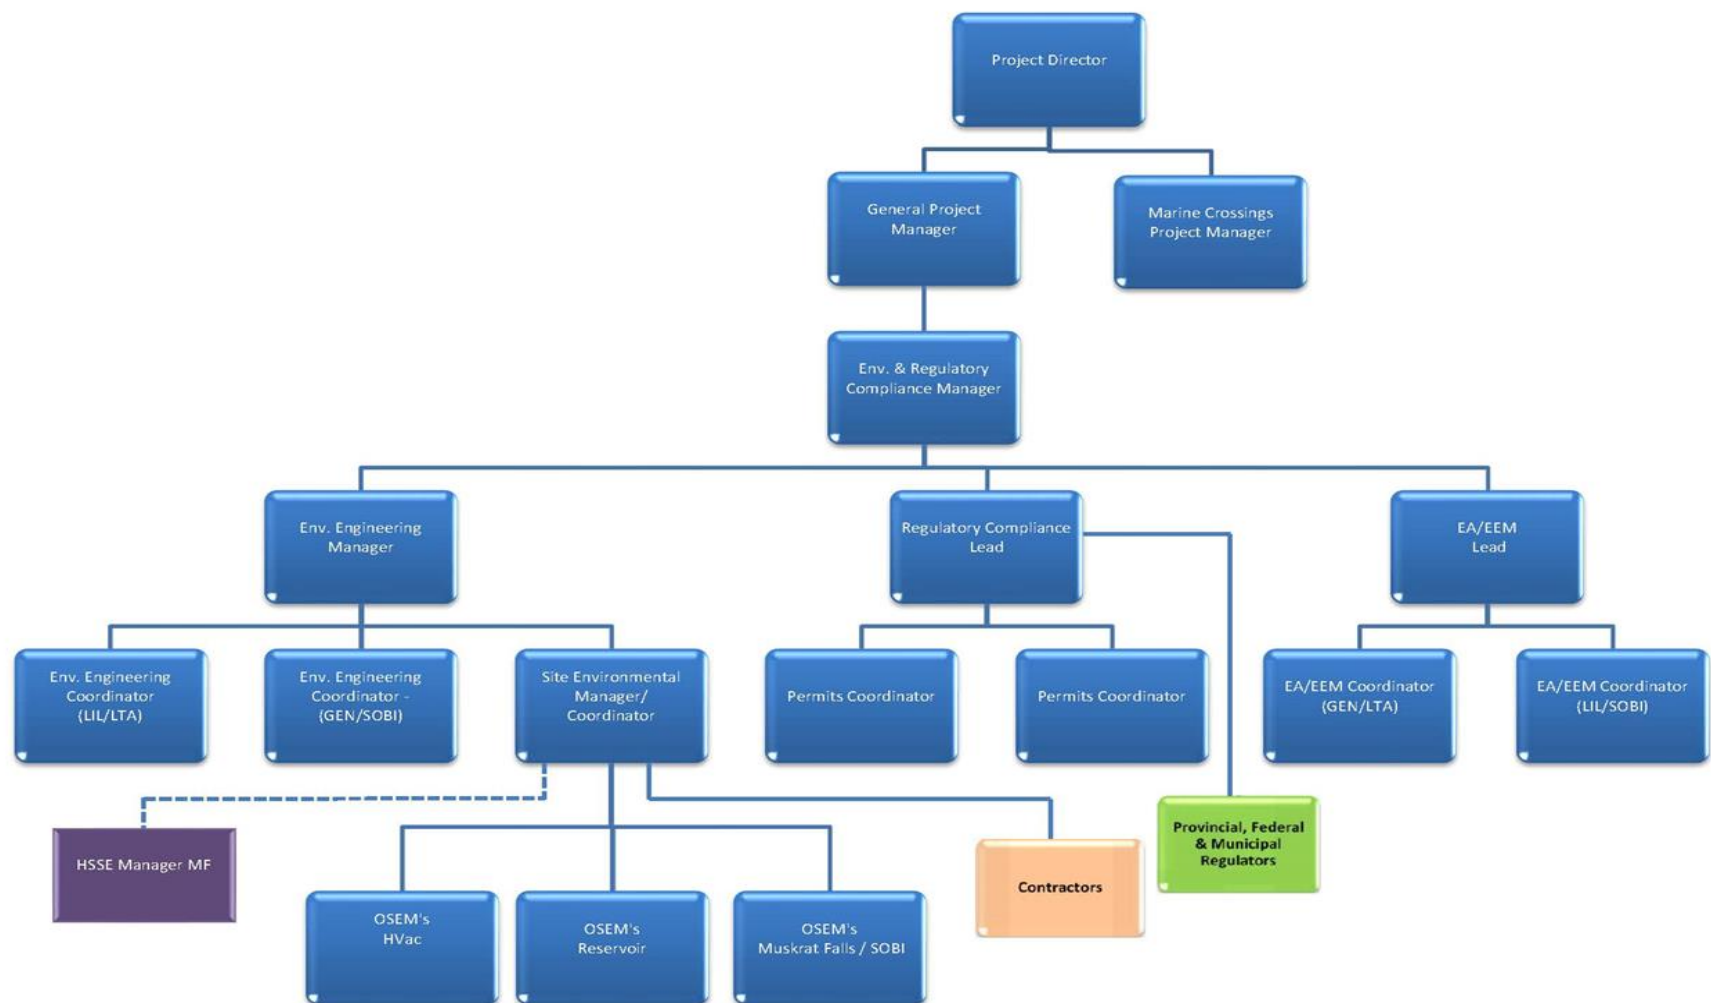 Project Director
General Project
Manager
Marine Crossings
Project Manager
Env. & Regulatory
Compliance Manager
Env. Engineering
Manager
Regulatory Compliance
Lead
EA/EEM
Lead
Env. Engineering
Coordinator
(LIL/LTA)
Env. Engineering
Coordinator -
(GEN/SOBI)
Site Environmental
Manager/
Coordinator
Permits Coordinator
Permits Coordinator
EA/EEM Coordinator
(GEN/LTA)
EA/EEM Coordinator
(LIL/SOBI)
HSSE Manager MF
OSEM's
HVac
OSEM's
Reservoir
OSEM's
Muskrat Falls / SOBI
Contractors
Provincial, Federal
& Municipal
Regulators